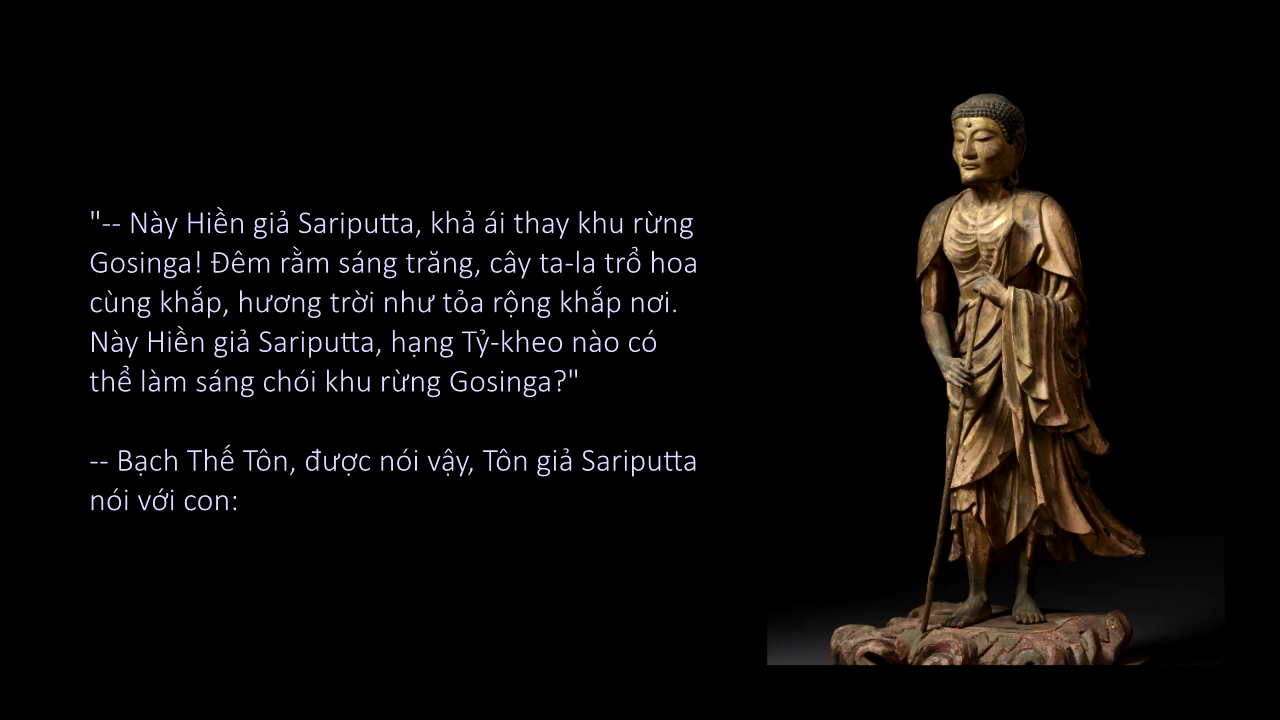 "-- Này Hiền giả Sariputta, khả ái thay khu rừng
Gosinga! Đêm rằm sáng trăng, cây ta-la trổ hoa
cùng khắp, hương trời như tỏa rộng khắp nơi.
Này Hiền giả Sariputta, hạng Tỷ-kheo nào có
thể làm sáng chói khu rừng Gosinga?"
-- Bạch Thế Tôn, được nói vậy, Tôn giả Sariputta
nói với con: